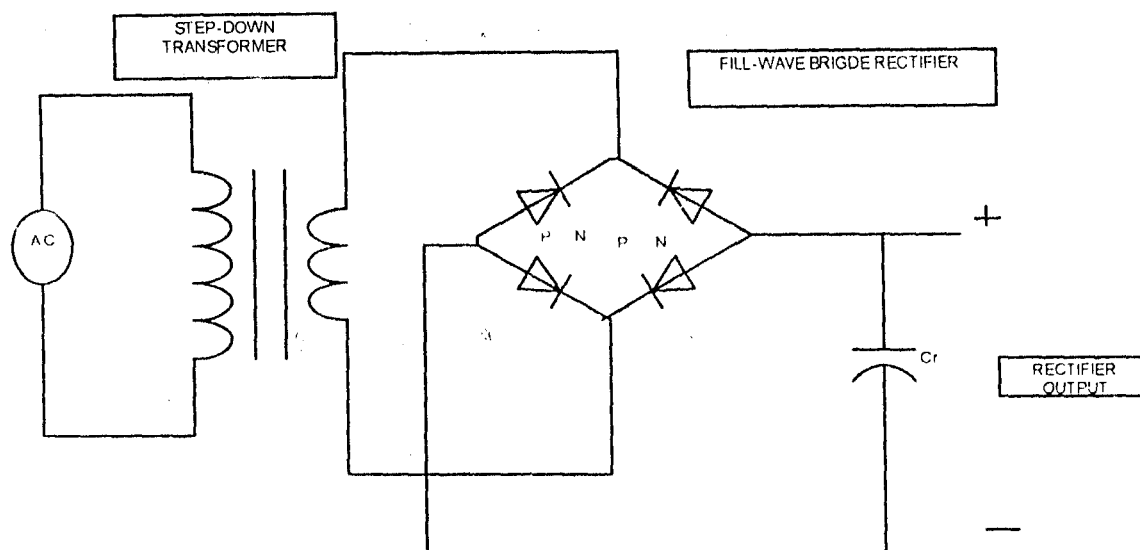 STEP-DOWN
TRANSFORMER
FILL-WAVE BRIGDE RECTIFIER
AC
P N P N
+
Cr
RECTIFIER
OUTPUT
—